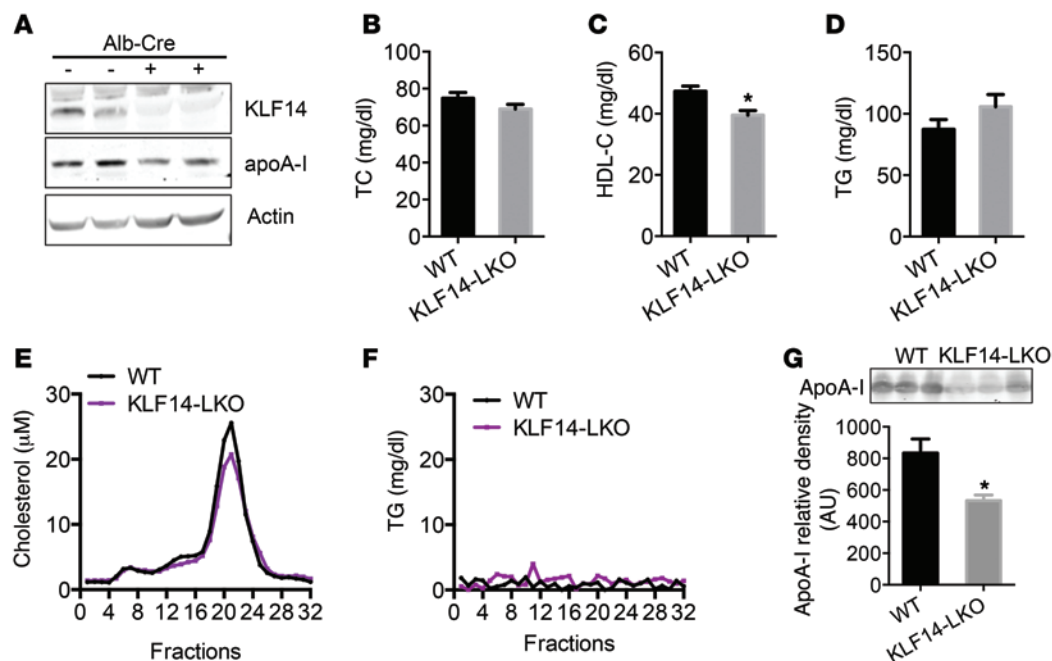 A
Alb-Cre
- - + +
KLF14
apoA-I
Actin
B
TC (mg/dl)
100
80
60
40
20
0
WT
KLF14-LKO
C
HDL-C (mg/dl)
60
40
20
0
*
WT
KLF14-LKO
D
TG (mg/dl)
150
100
50
0
WT
KLF14-LKO
E
WT
KLF14-LKO
Cholesterol (μM)
30
20
10
0
0 4 8 12 16 20 24 28 32
Fractions
F
WT
KLF14-LKO
TG (mg/dl)
30
20
10
0
0 4 8 12 16 20 24 28 32
Fractions
G
WT KLF14-LKO
ApoA-I
ApoA-I relative density
(AU)
1000
800
600
400
200
0
*
WT
KLF14-LKO